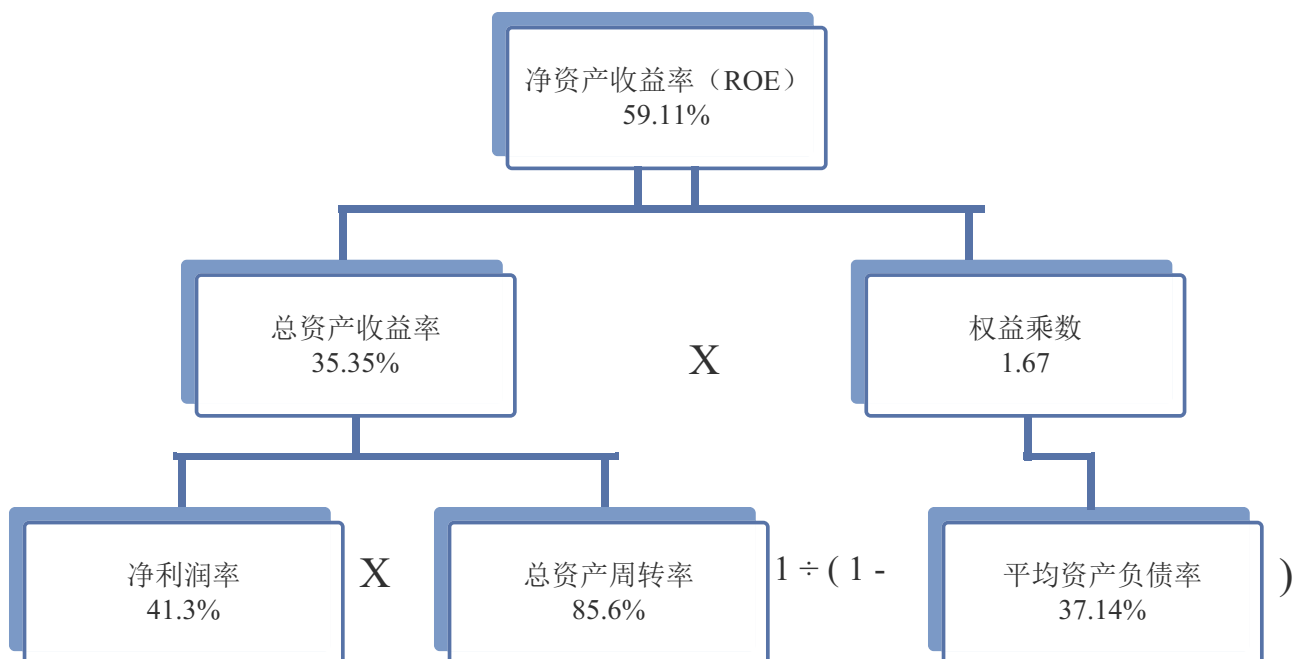 净资产收益率（ROE）
59.11%
总资产收益率
35.35%
X
权益乘数
1.67
净利润率
41.3%
X
总资产周转率
85.6%
1 ÷ ( 1 -
平均资产负债率
37.14%
)